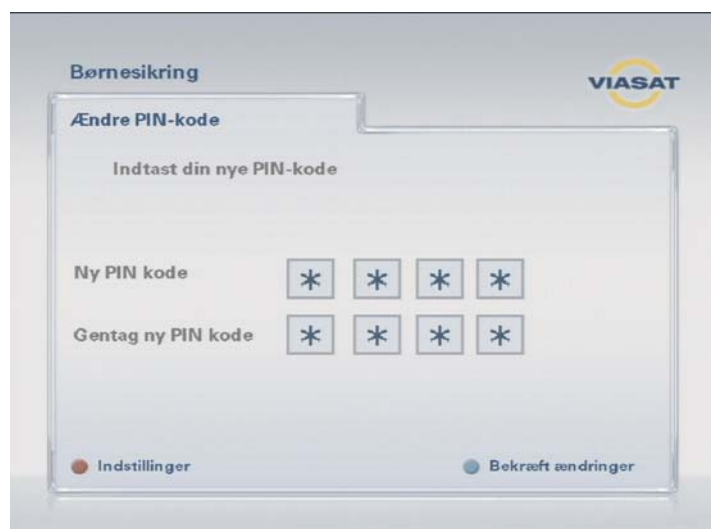 Børnesikring
VIASAT
Ændre PIN-kode
Indtast din nye PIN-kode
Ny PIN kode * * * *
Gentag ny PIN kode * * * *
Indstillinger
Bekræft ændringer